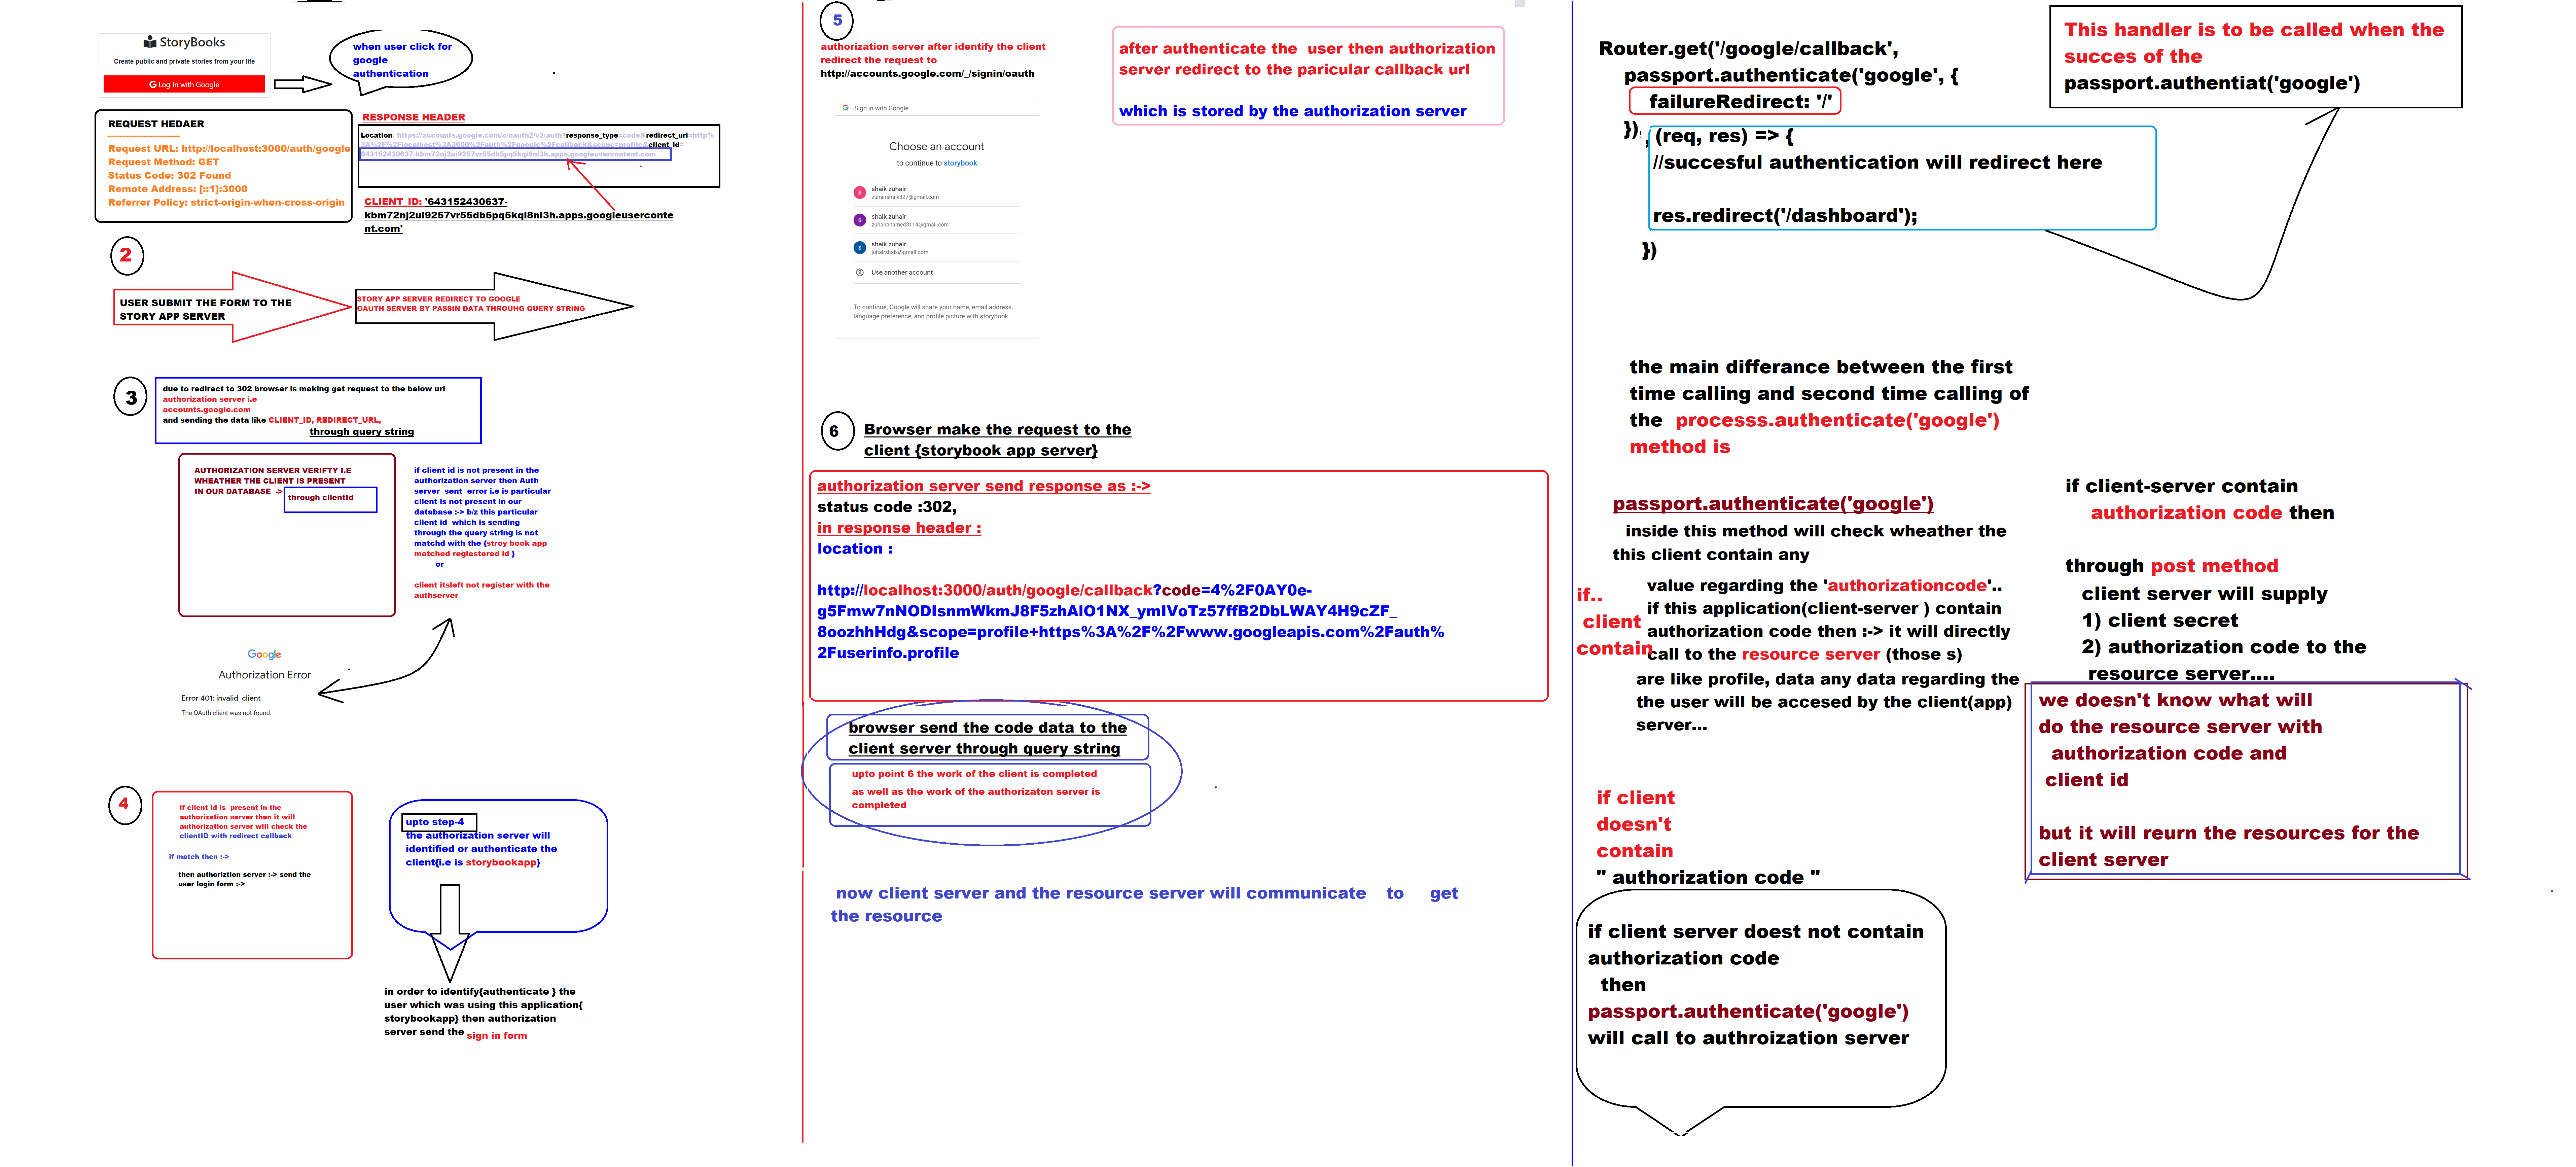 StoryBooks
Create public and private stories from your life
G Log In with Google
when user click for
google
authentication
REQUEST HEDAER
Request URL: http://localhost:3000/auth/google
Request Method: GET
Status Code: 302 Found
Remote Address: [::1]:3000
Referrer Policy: strict-origin-when-cross-origin
RESPONSE HEADER
Location: https://accounts.google.com/o/oauth2/v2/auth?response_type=code&redirect_uri=http%
3A%2F%2Flocalhost%3A3000%2Fauth%2Fgoogle%2Fcallback&scope=profile&client_id=
643152430637-kbm72nj2ui9257vr55db5pq5kqi8ni3h.apps.googleusercontent.com
CLIENT_ID: '643152430637-
kbm72nj2ui9257vr55db5pq5kqi8ni3h.apps.googleuserconte
nt.com'
2
USER SUBMIT THE FORM TO THE
STORY APP SERVER
STORY APP SERVER REDIRECT TO GOOGLE
OAUTH SERVER BY PASSIN DATA THROUHG QUERY STRING
3
due to redirect to 302 browser is making get request to the below url
authorization server i.e
accounts.google.com
and sending the data like CLIENT_ID, REDIRECT_URL,
through query string
AUTHORIZATION SERVER VERIFTY I.E
WHEATHER THE CLIENT IS PRESENT
IN OUR DATABASE ->
through clientId
if client id is not present in the
authorization server then Auth
server sent error i.e is particular
client is not present in our
database :-> b/z this particular
client id which is sending
through the query string is not
matchd with the {stroy book app
matched regiestered id }
or
client itsleft not register with the
authserver
Google
Authorization Error
Error 401: invalid_client
The OAuth client was not found.
4
if client id is present in the
authorization server then it will
authorization server will check the
clientID with redirect callback
if match then :->
then authoriztion server :-> send the
user login form :->
upto step-4
the authorization server will
identified or authenticate the
client{i.e is storybookapp}
in order to identify{authenticate } the
user which was using this application{
storybookapp} then authorization
server send the sign in form
5
authorization server after identify the client
redirect the request to
http://accounts.google.com/_/signin/oauth
after authenticate the user then authorization
server redirect to the paricular callback url
which is stored by the authorization server
G Sign in with Google
Choose an account
to continue to storybook
s
shaik zuhair
zuhairshaik327@gmail.com
s
shaik zuhair
zuhairahamed3114@gmail.com
s
shaik zuhair
juhairshaik@gmail.com
Use another account
To continue, Google will share your name, email address,
language preference, and profile picture with storybook.
6
Browser make the request to the
client {storybook app server}
authorization server send response as :->
status code :302,
in response header :
location :
http://localhost:3000/auth/google/callback?code=4%2F0AY0e-
g5Fmw7nNODIsnmWkmJ8F5zhAIO1NX_ymIVoTz57ffB2DbLWAY4H9cZF_
8oozhhHdg&scope=profile+https%3A%2F%2Fwww.googleapis.com%2Fauth%
2Fuserinfo.profile
browser send the code data to the
client server through query string
upto point 6 the work of the client is completed
as well as the work of the authorizaton server is
completed
now client server and the resource server will communicate to get
the resource
Router.get('/google/callback',
passport.authenticate('google', {
failureRedirect: '/'
}), (req, res) => {
//succesful authentication will redirect here
res.redirect('/dashboard');
})
This handler is to be called when the
succes of the
passport.authentiat('google')
the main differance between the first
time calling and second time calling of
the processs.authenticate('google')
method is
passport.authenticate('google')
inside this method will check wheather the
this client contain any
if..
client
contain
value regarding the 'authorizationcode'..
if this application(client-server ) contain
authorization code then :-> it will directly
call to the resource server (those s)
are like profile, data any data regarding the
the user will be accesed by the client(app)
server...
if client
doesn't
contain
" authorization code "
if client server doest not contain
authorization code
then
passport.authenticate('google')
will call to authroization server
if client-server contain
authorization code then
through post method
client server will supply
1) client secret
2) authorization code to the
resource server....
we doesn't know what will
do the resource server with
authorization code and
client id
but it will reurn the resources for the
client server